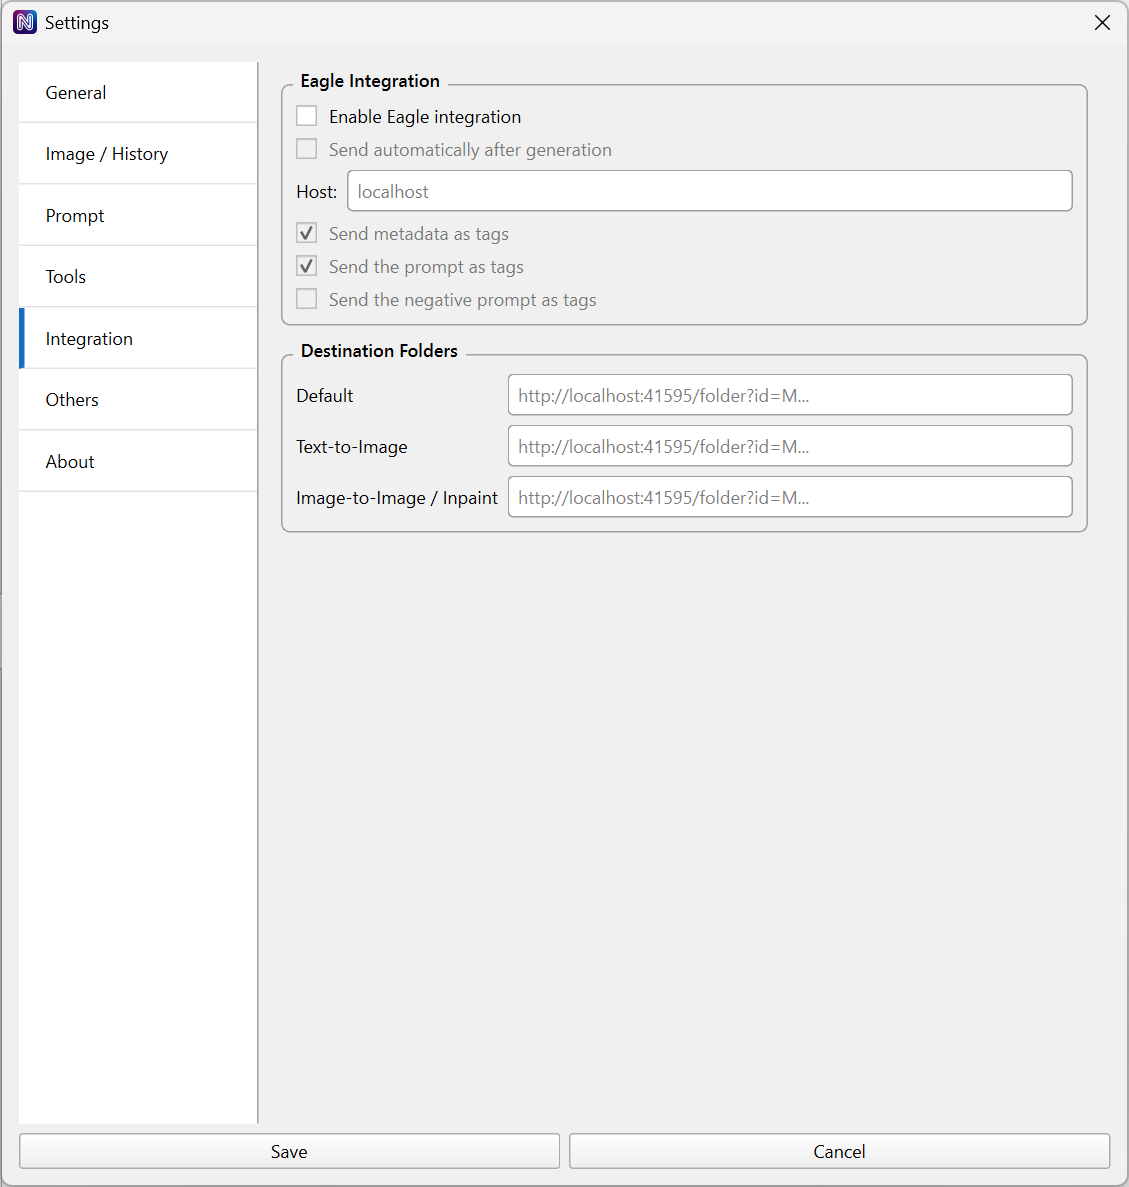 Settings
General
Image / History
Prompt
Tools
Integration
Others
About
Eagle Integration
Enable Eagle integration
Send automatically after generation
Host: localhost
Send metadata as tags
Send the prompt as tags
Send the negative prompt as tags
Destination Folders
Default http://localhost:41595/folder?id=M...
Text-to-Image http://localhost:41595/folder?id=M...
Image-to-Image / Inpaint http://localhost:41595/folder?id=M...
Save Cancel